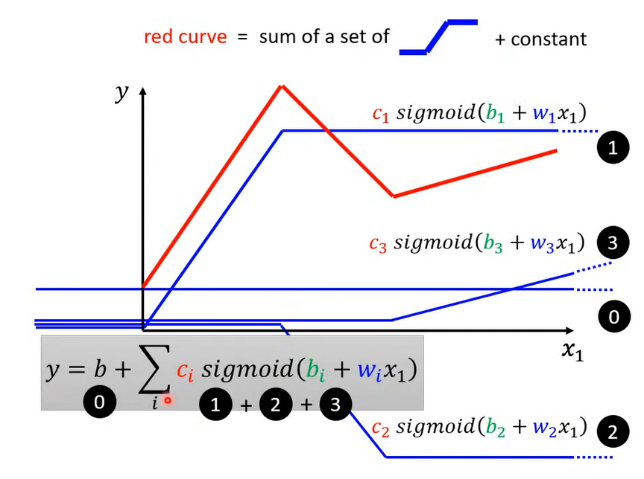 red curve = sum of a set of + constant
y
c₁ sigmoid(b₁ + w₁x₁)
1
c₃ sigmoid(b₃ + w₃x₁)
3
0
x₁
y = b + ∑ᵢ cᵢ sigmoid(bᵢ + wᵢx₁)
0 1 + 2 + 3
c₂ sigmoid(b₂ + w₂x₁)
2